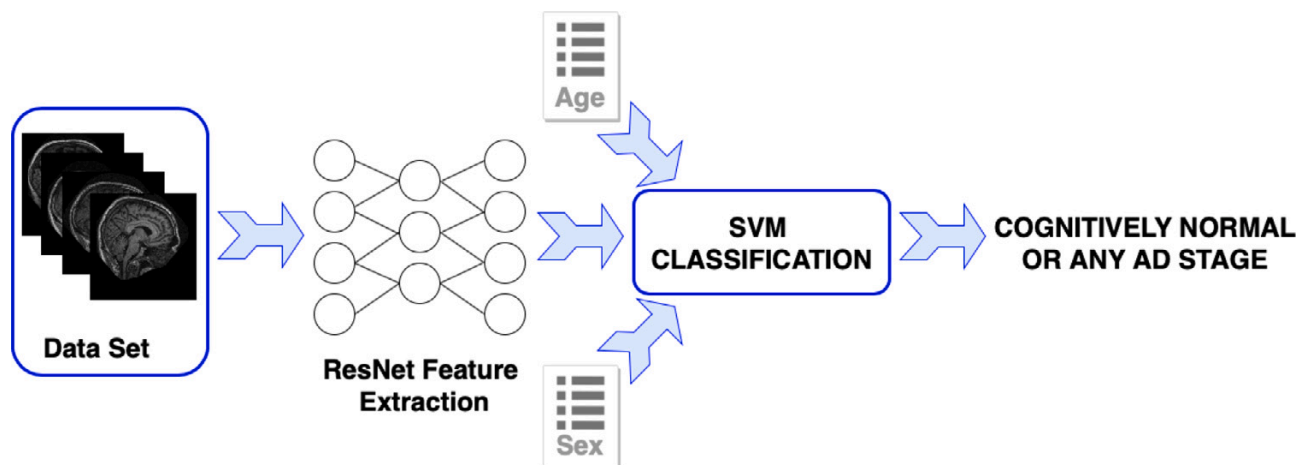 Age
Data Set
ResNet Feature
Extraction
SVM
CLASSIFICATION
COGNITIVELY NORMAL
OR ANY AD STAGE
Sex